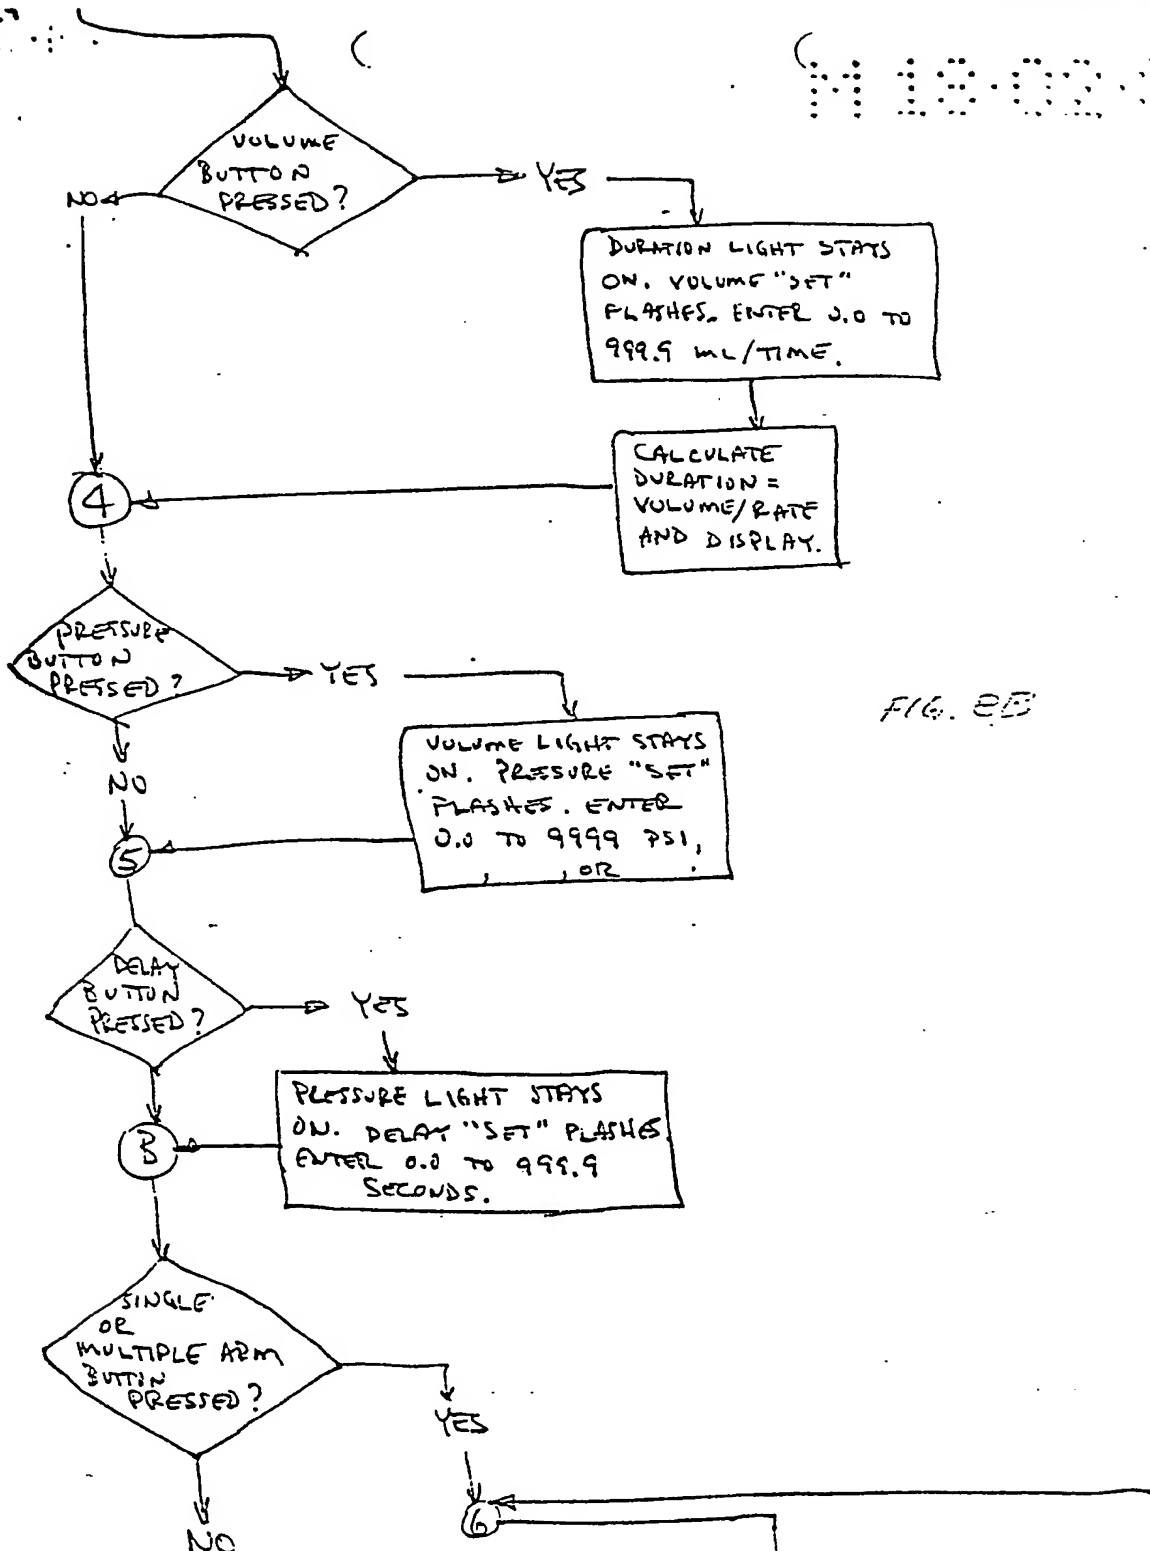 M 18·02·
VOLUME
BUTTON
PRESSED?
NO
YES
DURATION LIGHT STAYS
ON. VOLUME "SET"
FLASHES. ENTER 0.0 TO
999.9 mL/TIME.
CALCULATE
DURATION =
VOLUME/RATE
AND DISPLAY.
4
PRESSURE
BUTTON
PRESSED?
YES
NO
FIG. 8B
VOLUME LIGHT STAYS
ON. PRESSURE "SET"
FLASHES. ENTER
0.0 TO 9999 PSI,
, , OR .
5
DELAY
BUTTON
PRESSED?
YES
PRESSURE LIGHT STAYS
ON. DELAY "SET" FLASHES
ENTER 0.0 TO 999.9
SECONDS.
3
SINGLE
OR
MULTIPLE ARM
BUTTON
PRESSED?
YES
6
NO